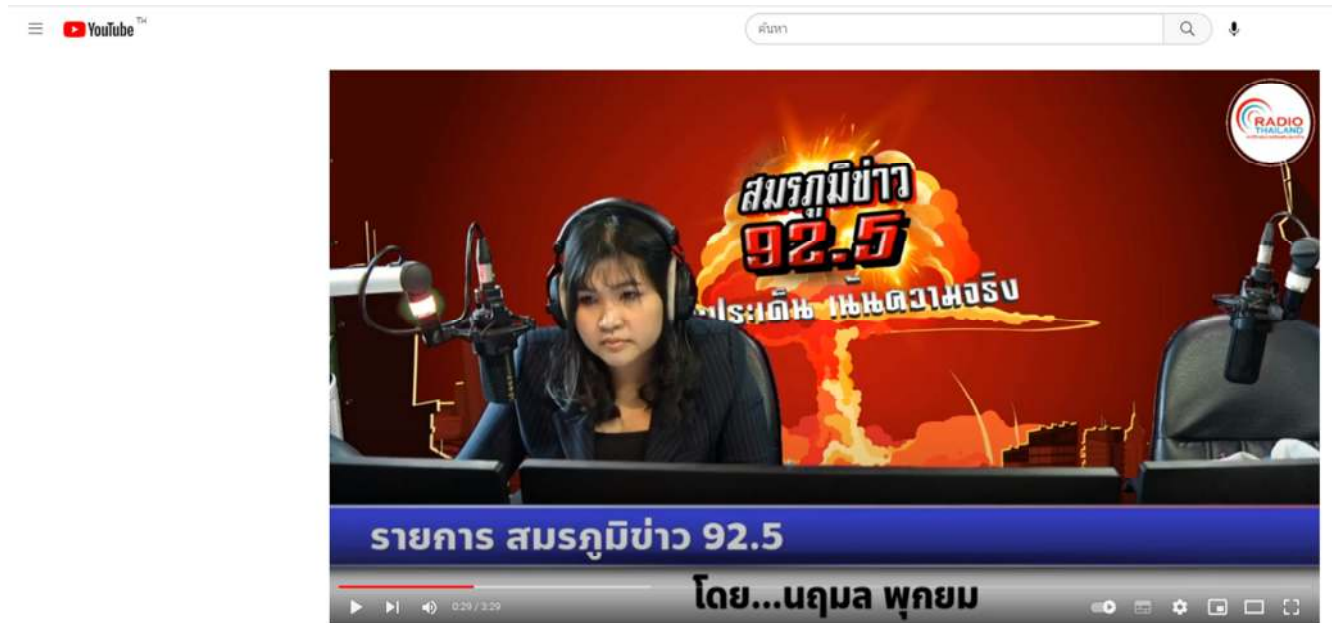 YouTube TH
ค้นหา
RADIO
THAILAND
สมรภูมิข่าว
92.5
ประเด็น เน้นความจริง
รายการ สมรภูมิข่าว 92.5
โดย...นฤมล พุกยม
0:29 / 3:29